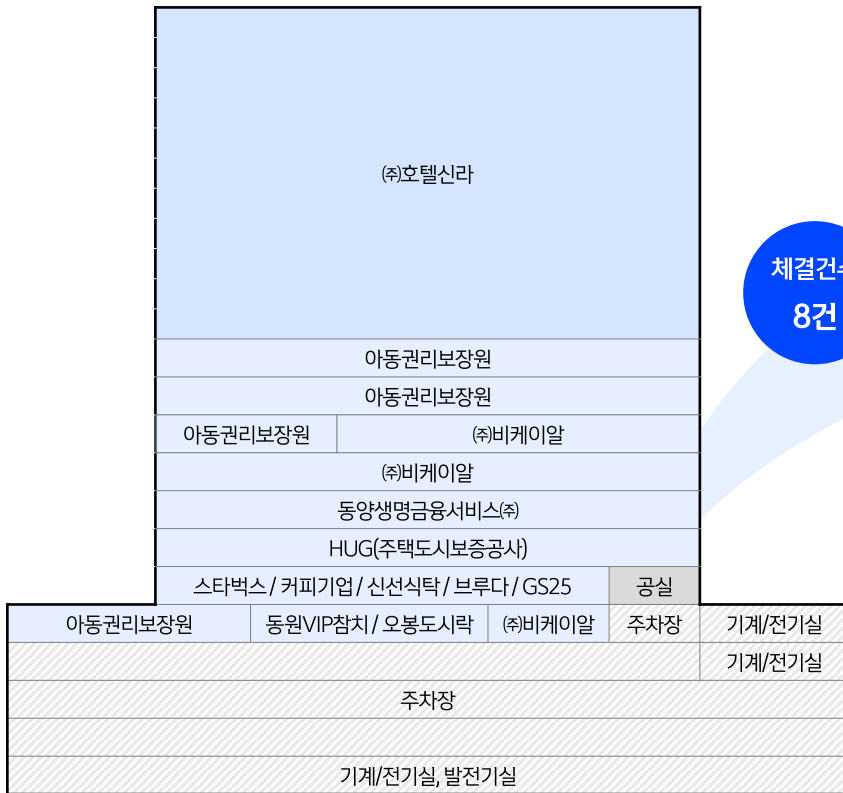 ㈜호텔신라
체결건수
8건
아동권리보장원
아동권리보장원
아동권리보장원 ㈜비케이알
㈜비케이알
동양생명금융서비스㈜
HUG(주택도시보증공사)
스타벅스 / 커피기업 / 신선식탁 / 브루다 / GS25 공실
아동권리보장원 동원VIP참치 / 오봉도시락 ㈜비케이알 주차장 기계/전기실
기계/전기실
주차장
기계/전기실, 발전기실